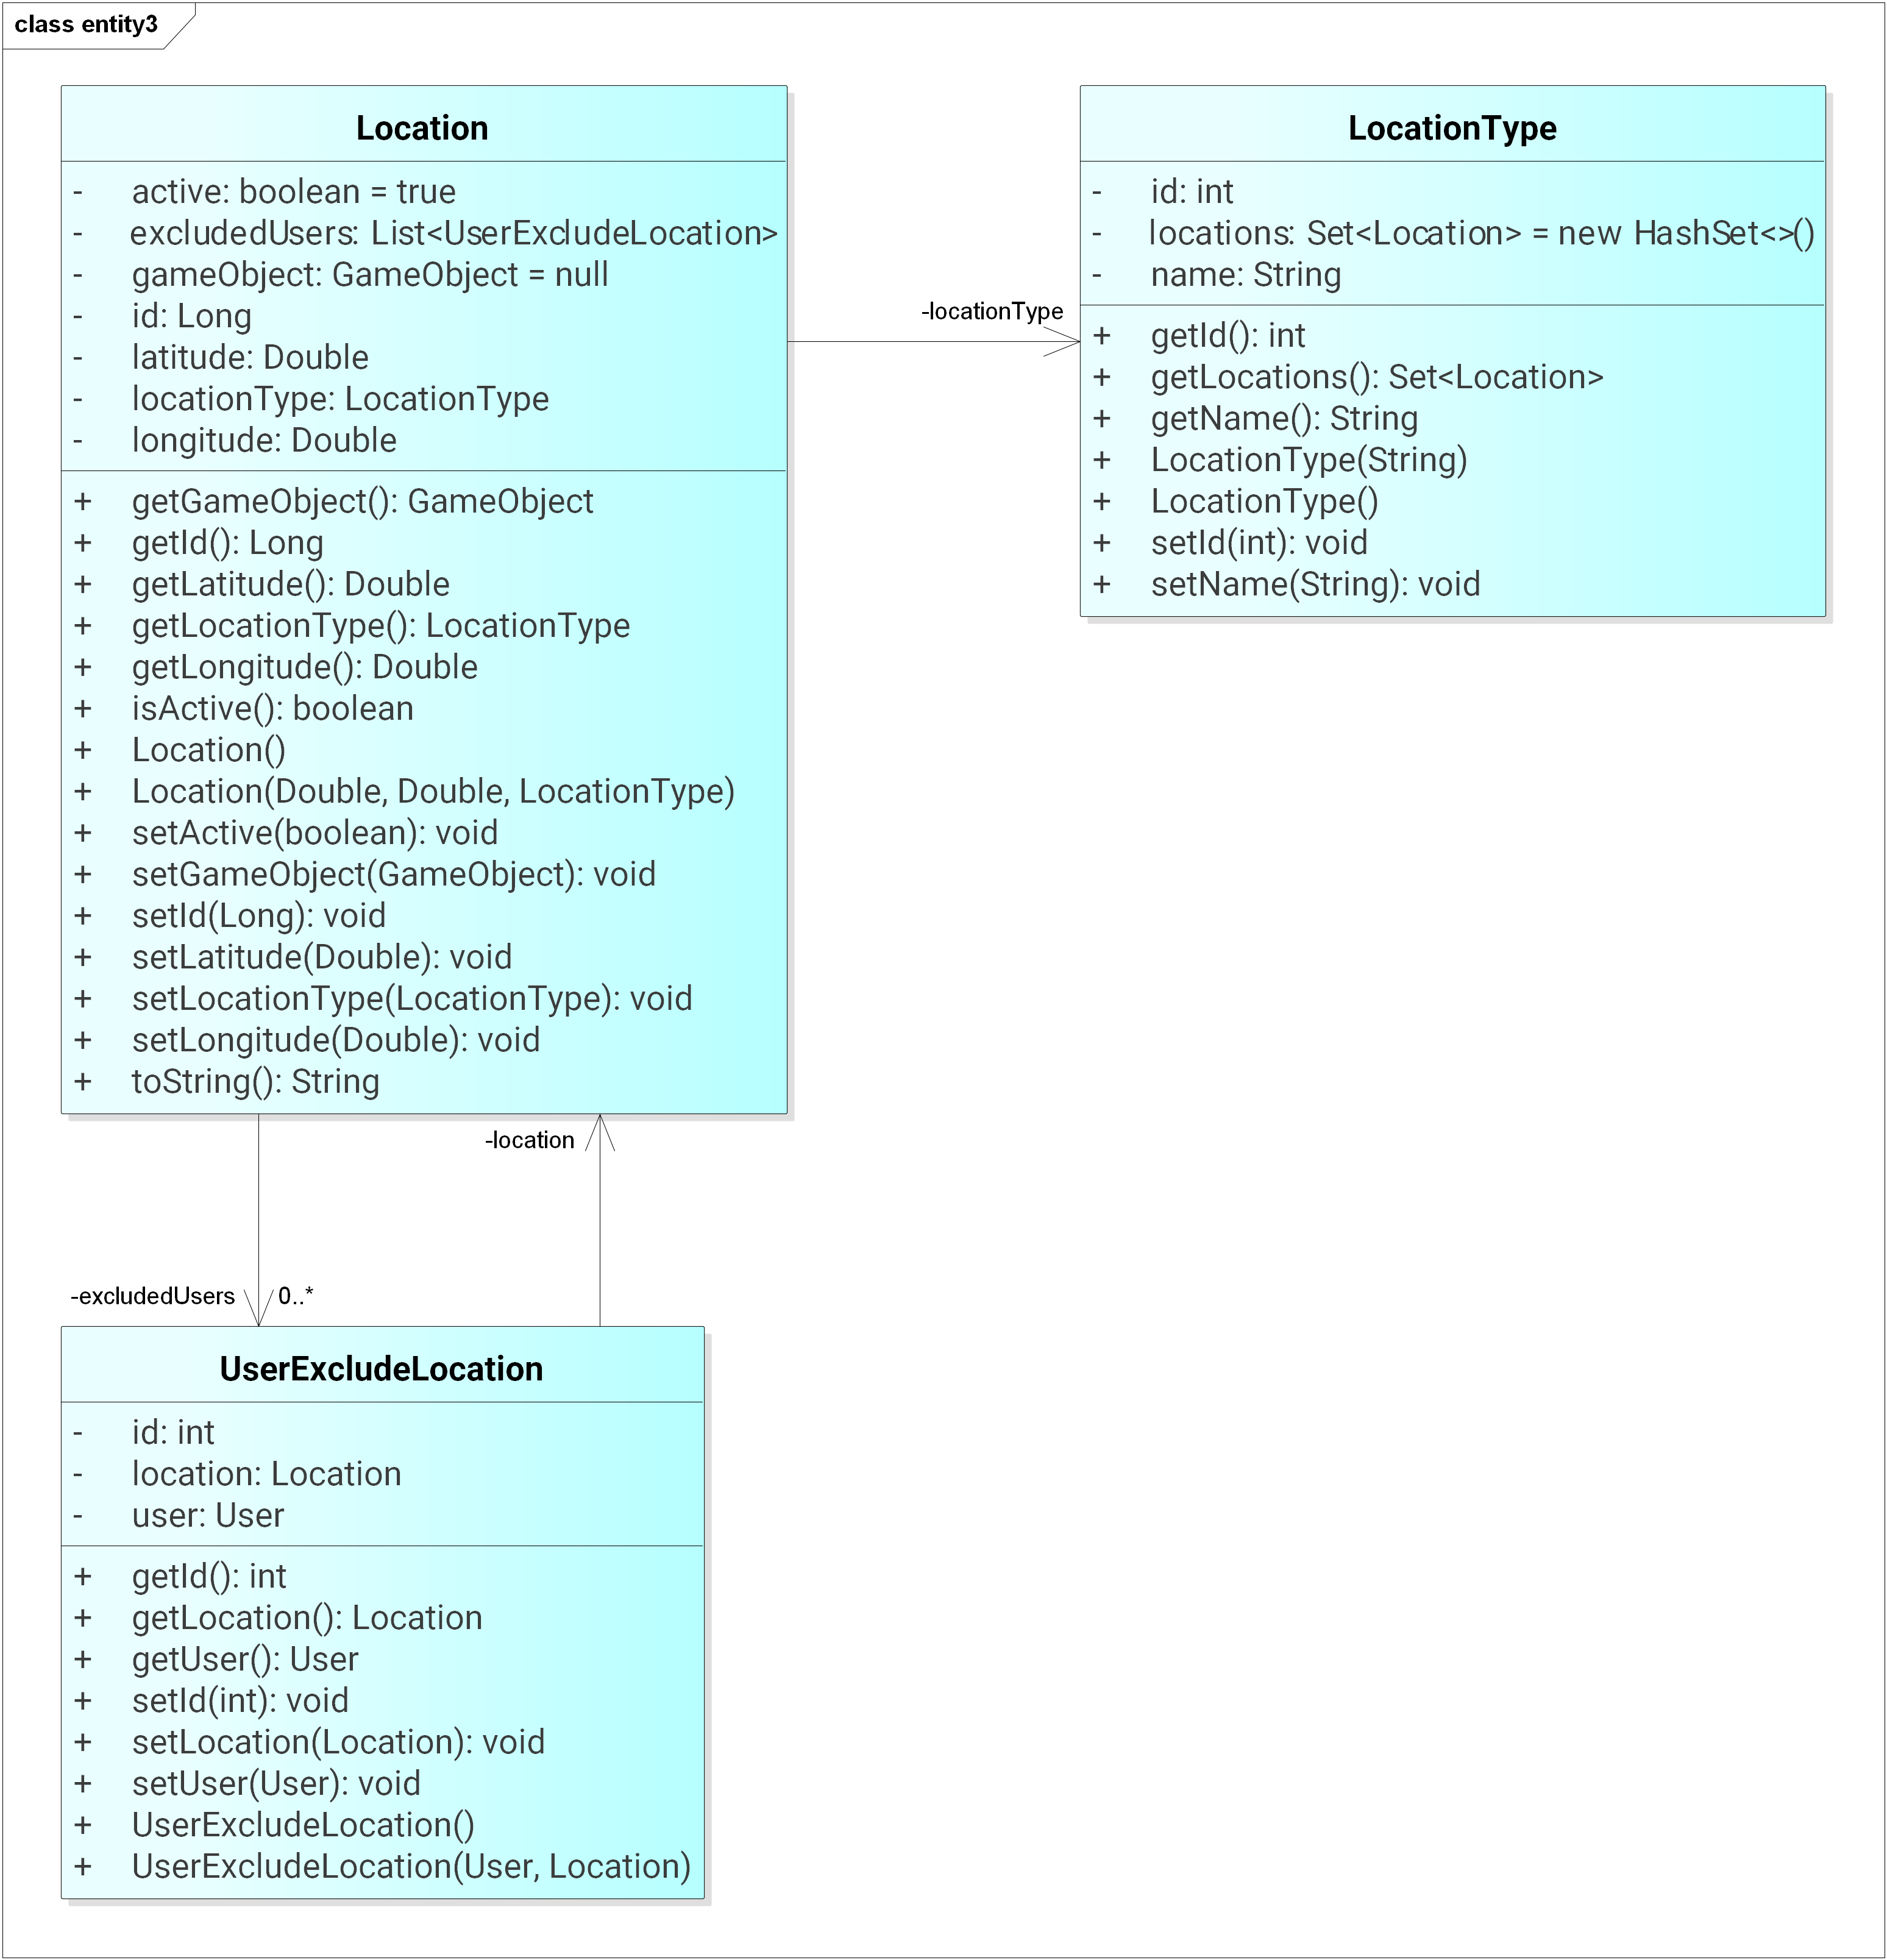 class entity3
Location
- active: boolean = true
- excludedUsers: List<UserExcludeLocation>
- gameObject: GameObject = null
- id: Long
- latitude: Double
- locationType: LocationType
- longitude: Double
+ getGameObject(): GameObject
+ getId(): Long
+ getLatitude(): Double
+ getLocationType(): LocationType
+ getLongitude(): Double
+ isActive(): boolean
+ Location()
+ Location(Double, Double, LocationType)
+ setActive(boolean): void
+ setGameObject(GameObject): void
+ setId(Long): void
+ setLatitude(Double): void
+ setLocationType(LocationType): void
+ setLongitude(Double): void
+ toString(): String
-locationType
LocationType
- id: int
- locations: Set<Location> = new HashSet<>()
- name: String
+ getId(): int
+ getLocations(): Set<Location>
+ getName(): String
+ LocationType(String)
+ LocationType()
+ setId(int): void
+ setName(String): void
-location
-excludedUsers 0..*
UserExcludeLocation
- id: int
- location: Location
- user: User
+ getId(): int
+ getLocation(): Location
+ getUser(): User
+ setId(int): void
+ setLocation(Location): void
+ setUser(User): void
+ UserExcludeLocation()
+ UserExcludeLocation(User, Location)